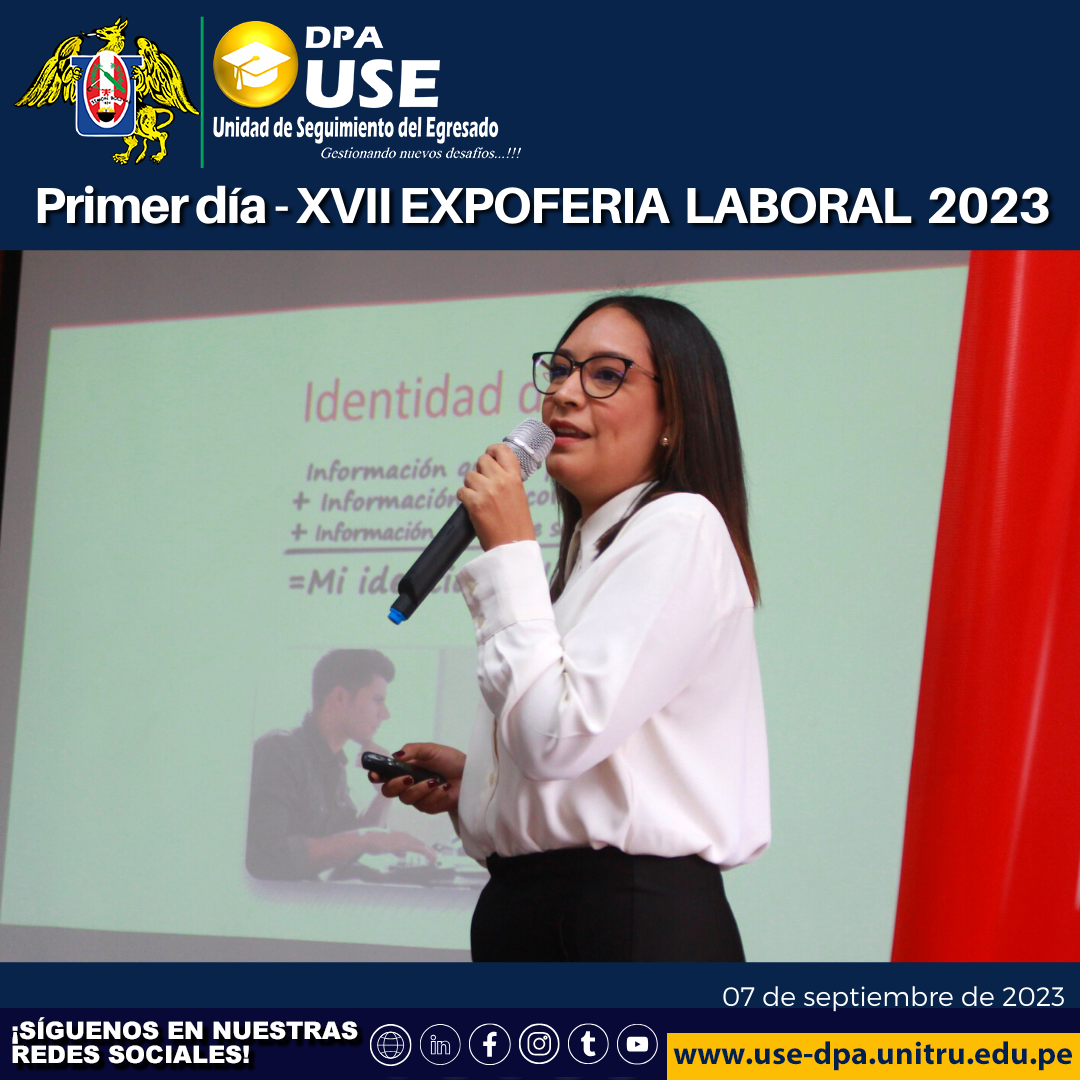 DPA
USE
Unidad de Seguimiento del Egresado
Gestionando nuevos desafíos...!!!
Primer día - XVII EXPOFERIA LABORAL 2023
Identidad d
Información
+ Información
+ Información
=Mi
07 de septiembre de 2023
¡SÍGUENOS EN NUESTRAS
REDES SOCIALES!
www.use-dpa.unitru.edu.pe